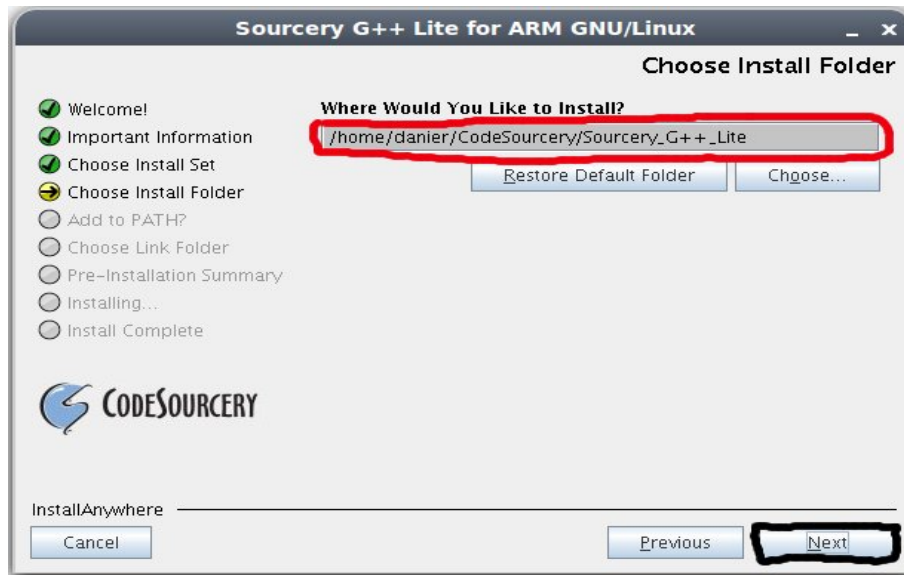 Sourcery G++ Lite for ARM GNU/Linux
Choose Install Folder
Welcome!
Important Information
Choose Install Set
Choose Install Folder
Add to PATH?
Choose Link Folder
Pre-Installation Summary
Installing...
Install Complete
Where Would You Like to Install?
/home/danier/CodeSourcery/Sourcery_G++_Lite
Restore Default Folder
Choose...
CODESOURCERY
InstallAnywhere
Cancel
Previous
Next